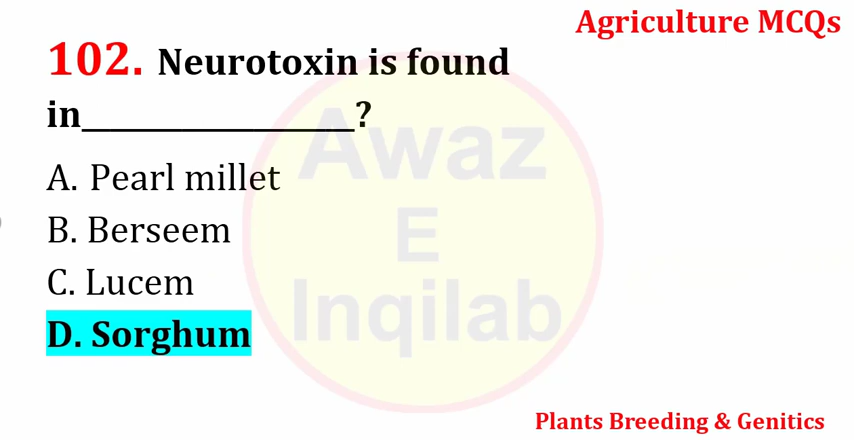 Agriculture MCQs
102. Neurotoxin is found
in_________________?
A. Pearl millet
B. Berseem
C. Lucem
D. Sorghum
Awaz
E
Inqilab
Plants Breeding & Genitics